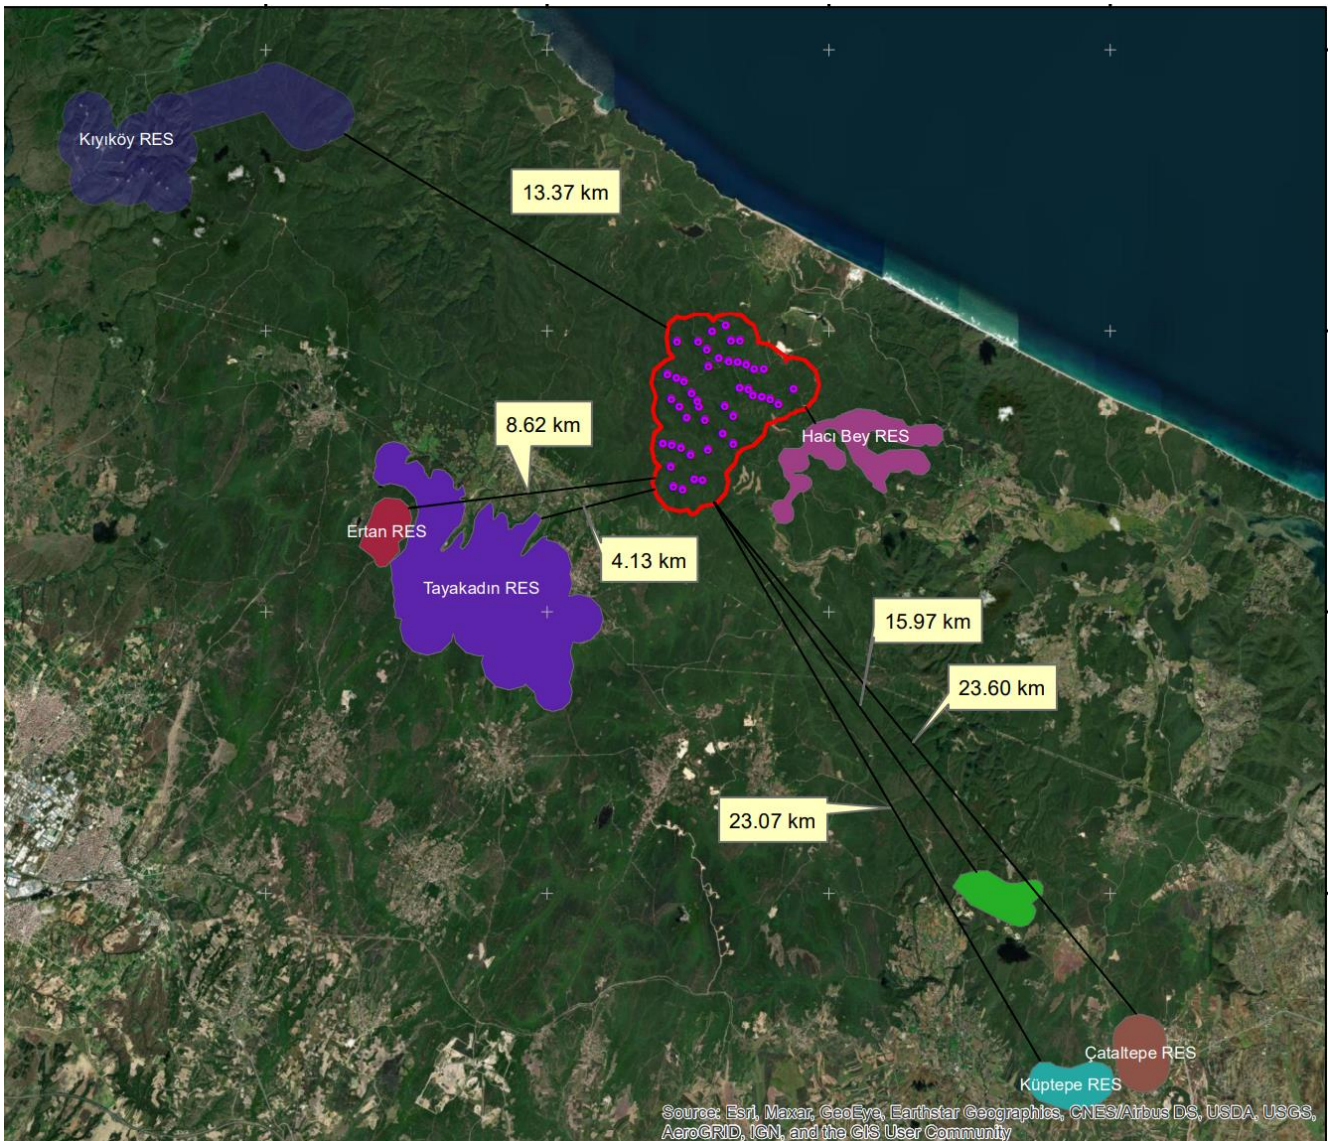 Kıyıköy RES
13.37 km
8.62 km
Hacı Bey RES
Ertan RES
4.13 km
Tayakadın RES
15.97 km
23.60 km
23.07 km
Çataltepe RES
Küptepe RES
Source: Esri, Maxar, GeoEye, Earthstar Geographics, CNES/Airbus DS, USDA, USGS,
AeroGRID, IGN, and the GIS User Community